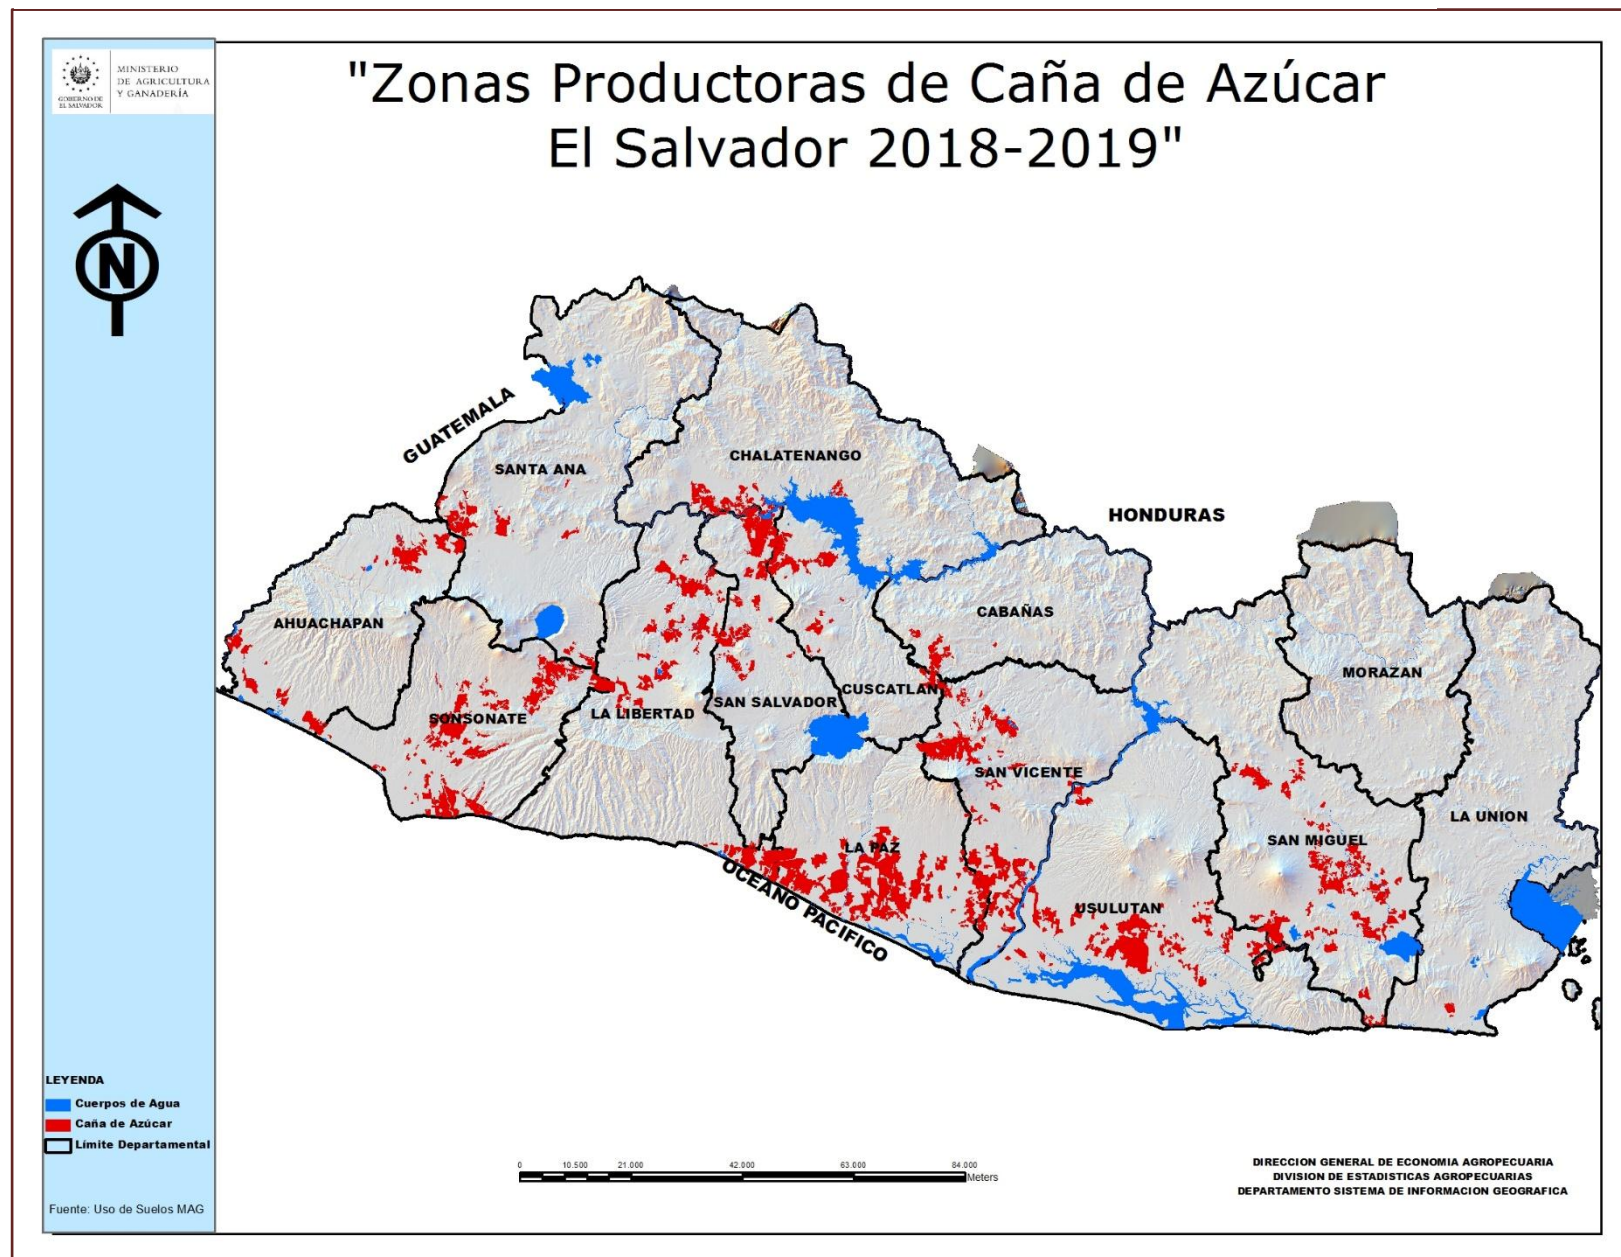 GOBIERNO DE
EL SALVADOR
MINISTERIO
DE AGRICULTURA
Y GANADERÍA
"Zonas Productoras de Caña de Azúcar
El Salvador 2018-2019"
N
GUATEMALA
SANTA ANA
CHALATENANGO
HONDURAS
AHUACHAPAN
CABAÑAS
MORAZAN
SONSONATE
LA LIBERTAD
SAN SALVADOR
CUSCATLAN
SAN VICENTE
LA UNION
SAN MIGUEL
LA PAZ
USULUTAN
OCEANO PACIFICO
LEYENDA
Cuerpos de Agua
Caña de Azúcar
Límite Departamental
Fuente: Uso de Suelos MAG
0 10.500 21.000 42.000 63.000 84.000
Meters
DIRECCION GENERAL DE ECONOMIA AGROPECUARIA
DIVISION DE ESTADISTICAS AGROPECUARIAS
DEPARTAMENTO SISTEMA DE INFORMACION GEOGRAFICA